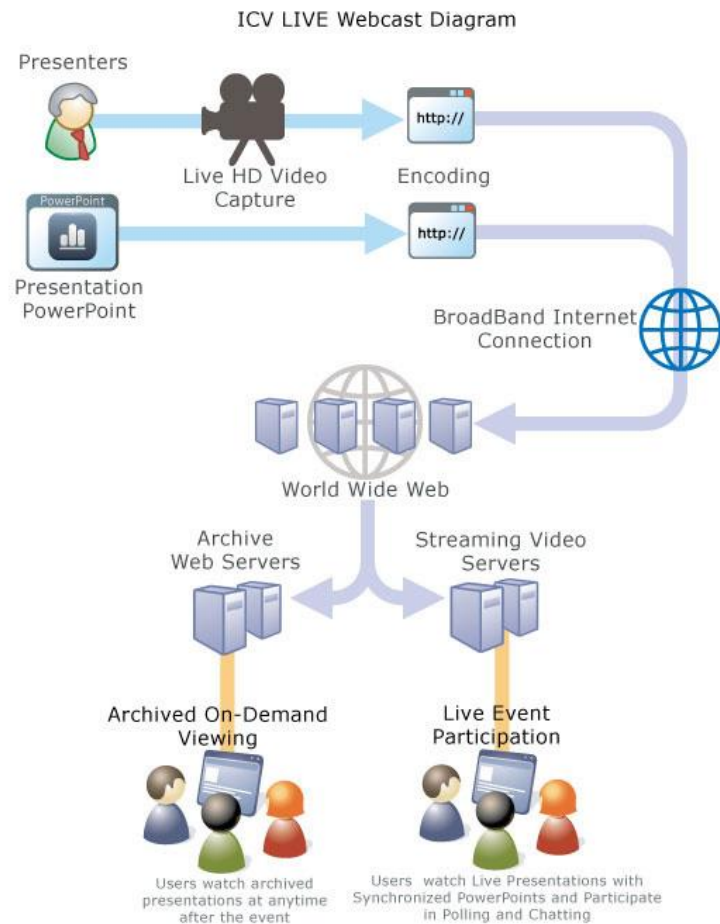 ICV LIVE Webcast Diagram
Presenters
http://
Live HD Video
Capture
Encoding
PowerPoint
http://
Presentation
PowerPoint
BroadBand Internet
Connection
World Wide Web
Archive
Web Servers
Streaming Video
Servers
Archived On-Demand
Viewing
Live Event
Participation
Users watch archived
presentations at anytime
after the event
Users watch Live Presentations with
Synchronized PowerPoints and Participate
in Polling and Chatting